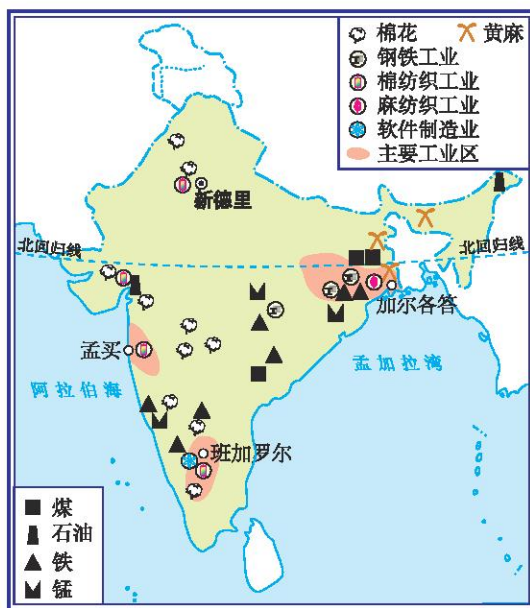 棉花
黄麻
钢铁工业
棉纺织工业
麻纺织工业
软件制造业
主要工业区
新德里
北回归线
北回归线
加尔各答
孟买
孟加拉湾
阿拉伯海
班加罗尔
煤
石油
铁
锰